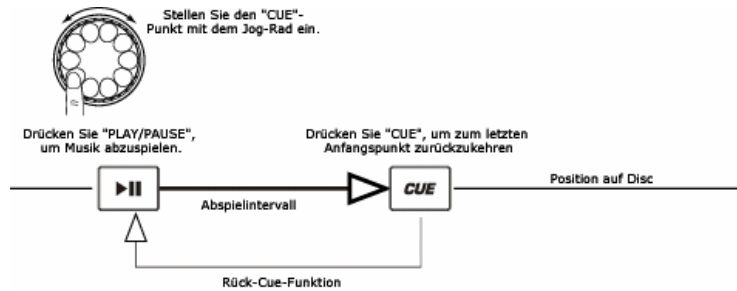 Stellen Sie den "CUE"-
Punkt mit dem Jog-Rad ein.
Drücken Sie "PLAY/PAUSE",
um Musik abzuspielen.
Drücken Sie "CUE", um zum letzten
Anfangspunkt zurückzukehren
CUE
Position auf Disc
Abspielintervall
Rück-Cue-Funktion